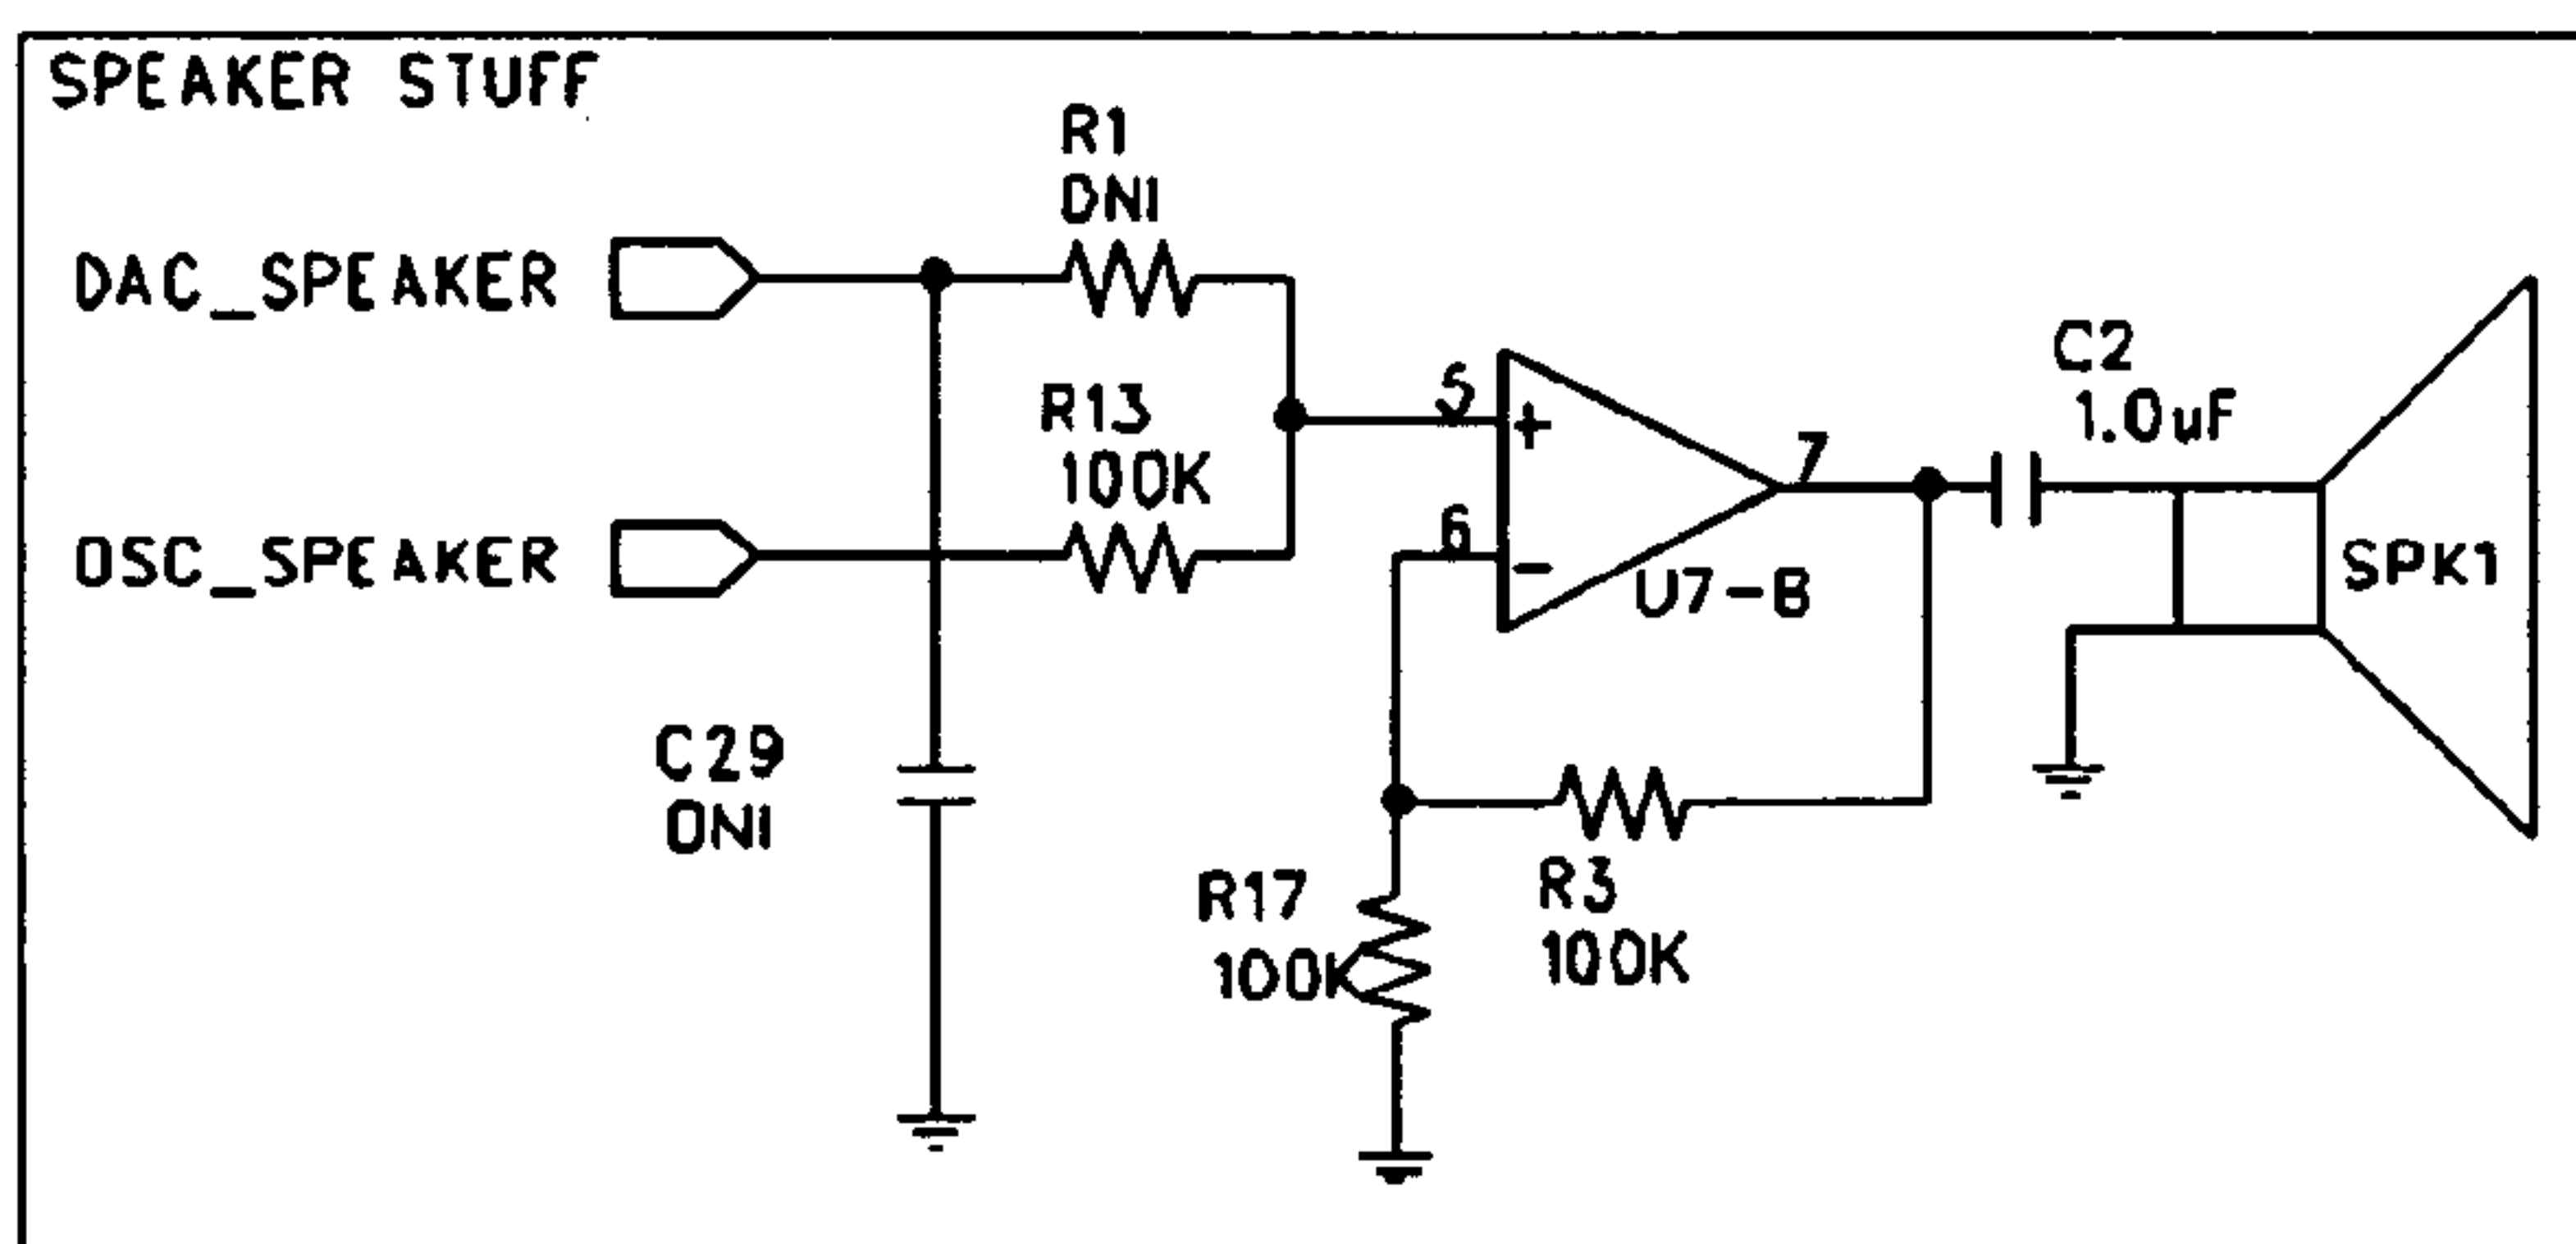 SPEAKER STUFF
R1
DNI
DAC_SPEAKER
R13
100K
OSC_SPEAKER
5
+
6
-
7
U7-B
C2
1.0uF
SPK1
C29
DNI
R17
100K
R3
100K